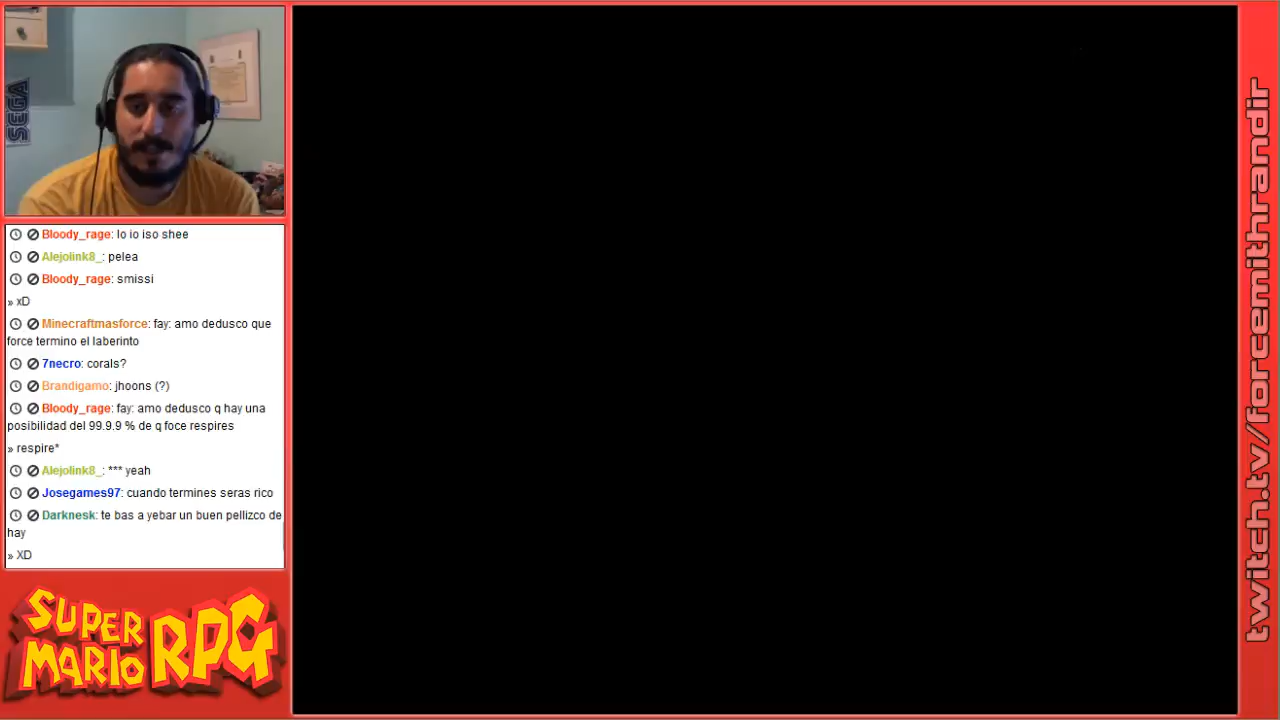 SEGA
Bloody_rage: lo io iso shee
Alejolink8_: pelea
Bloody_rage: smissi
» xD
Minecraftmasforce: fay: amo dedusco que
force termino el laberinto
7necro: corals?
Brandigamo: jhoons (?)
Bloody_rage: fay: amo dedusco q hay una
posibilidad del 99.9.9 % de q foce respires
» respire*
Alejolink8_: *** yeah
Josegames97: cuando termines seras rico
Darknesk: te bas a yebar un buen pellizco de
hay
» XD
SUPER
MARIO RPG
twitch.tv/forcemithrandir